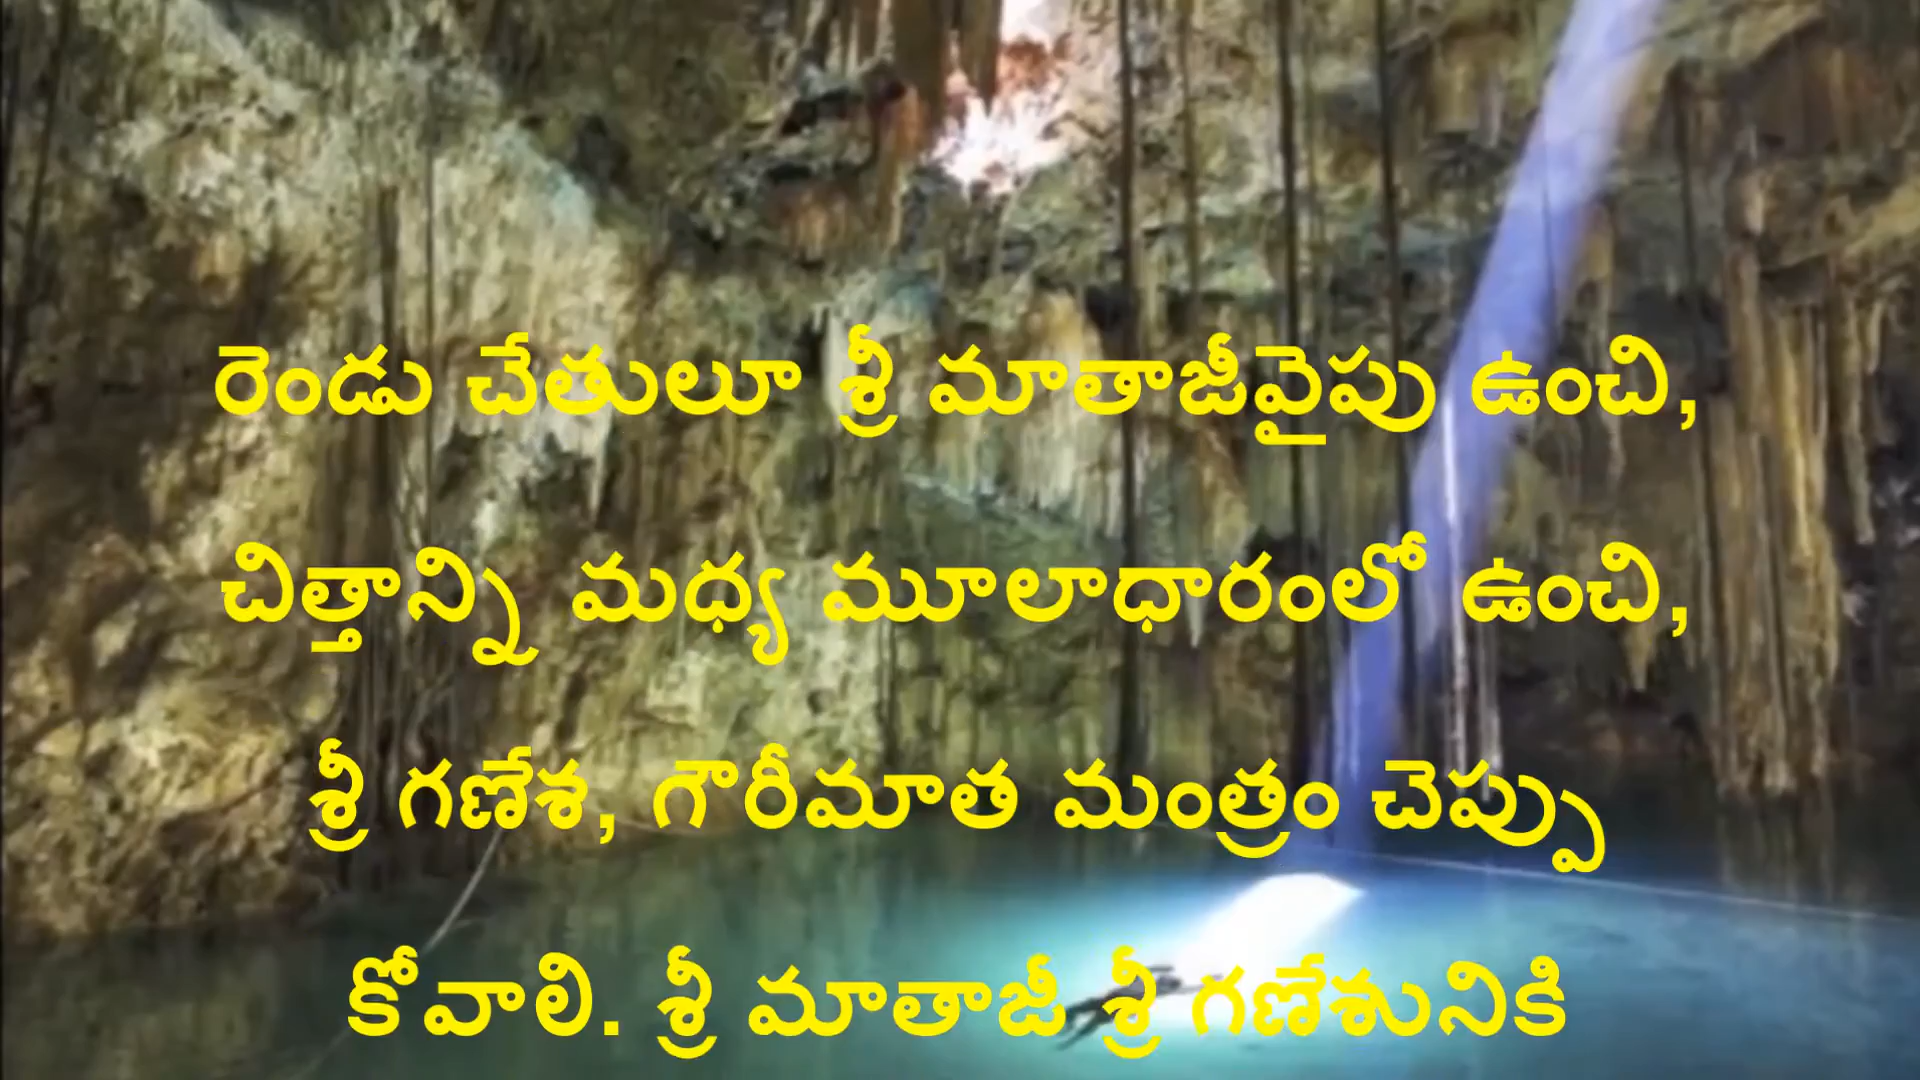 రెండు చేతులూ శ్రీ మాతాజీవైపు ఉంచి,
చిత్తాన్ని మధ్య మూలాధారంలో ఉంచి,
శ్రీ గణేశ, గౌరీమాత మంత్రం చెప్పు
కోవాలి. శ్రీ మాతాజీ శ్రీ గణేశునికి